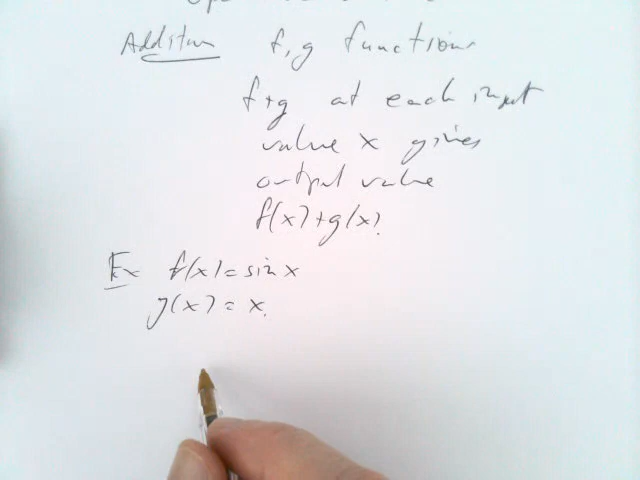 Addition f, g functions
f+g at each input
value x gives
output value
f(x)+g(x).
Ex f(x)=sin x
g(x) = x.